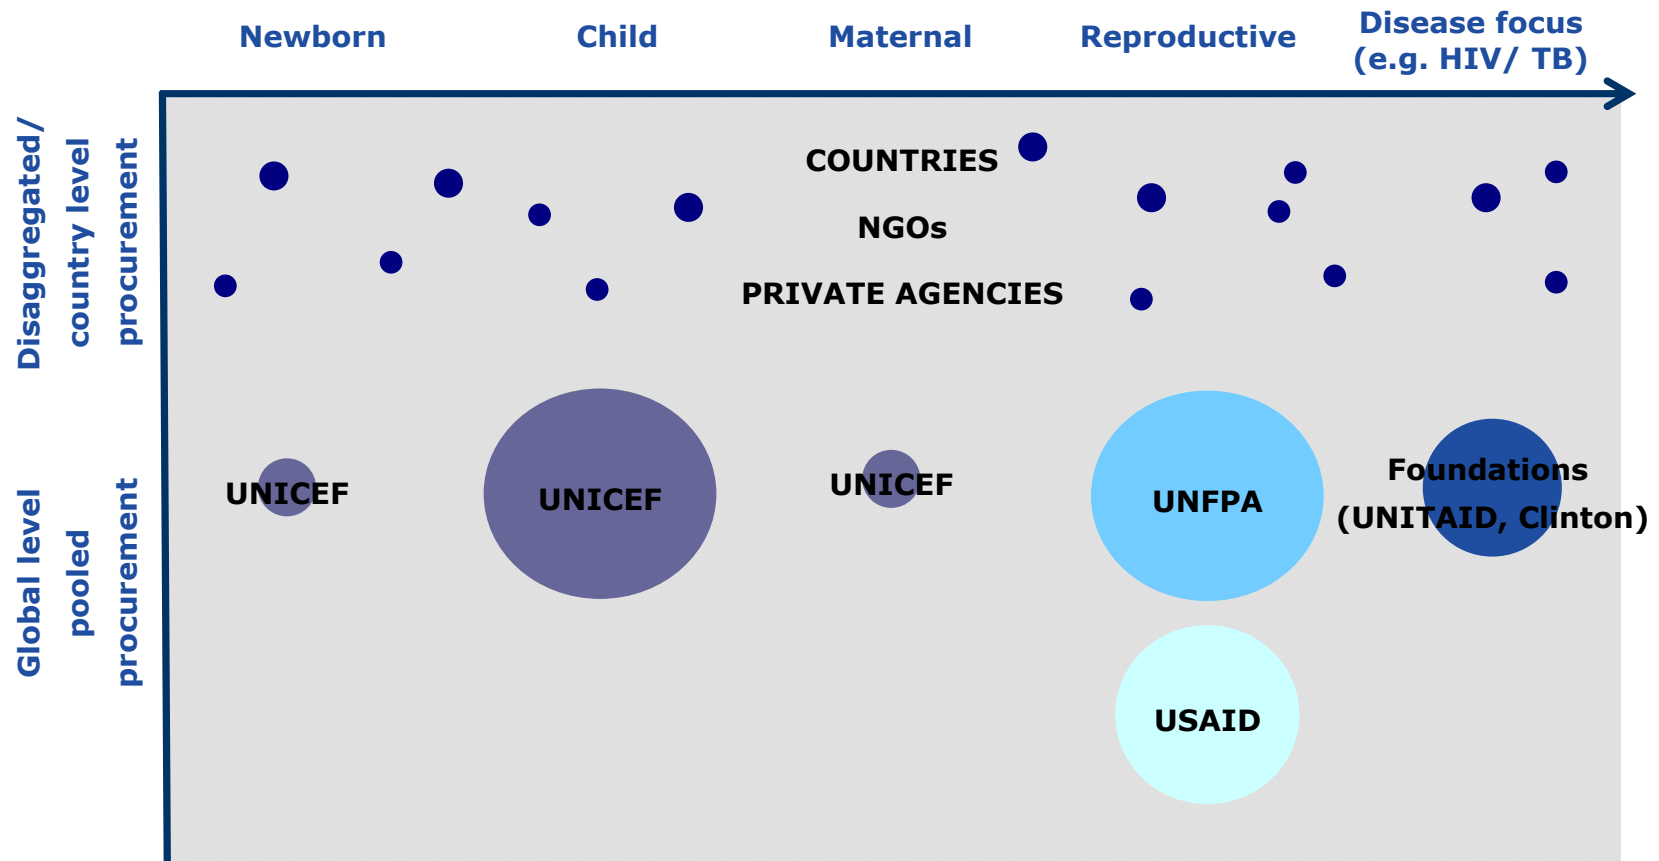 Newborn
Child
Maternal
Reproductive
Disease focus
(e.g. HIV/ TB)
Disaggregated/
country level
procurement
COUNTRIES
NGOs
PRIVATE AGENCIES
Global level
pooled
procurement
UNICEF
UNICEF
UNICEF
UNFPA
Foundations
(UNITAID, Clinton)
USAID